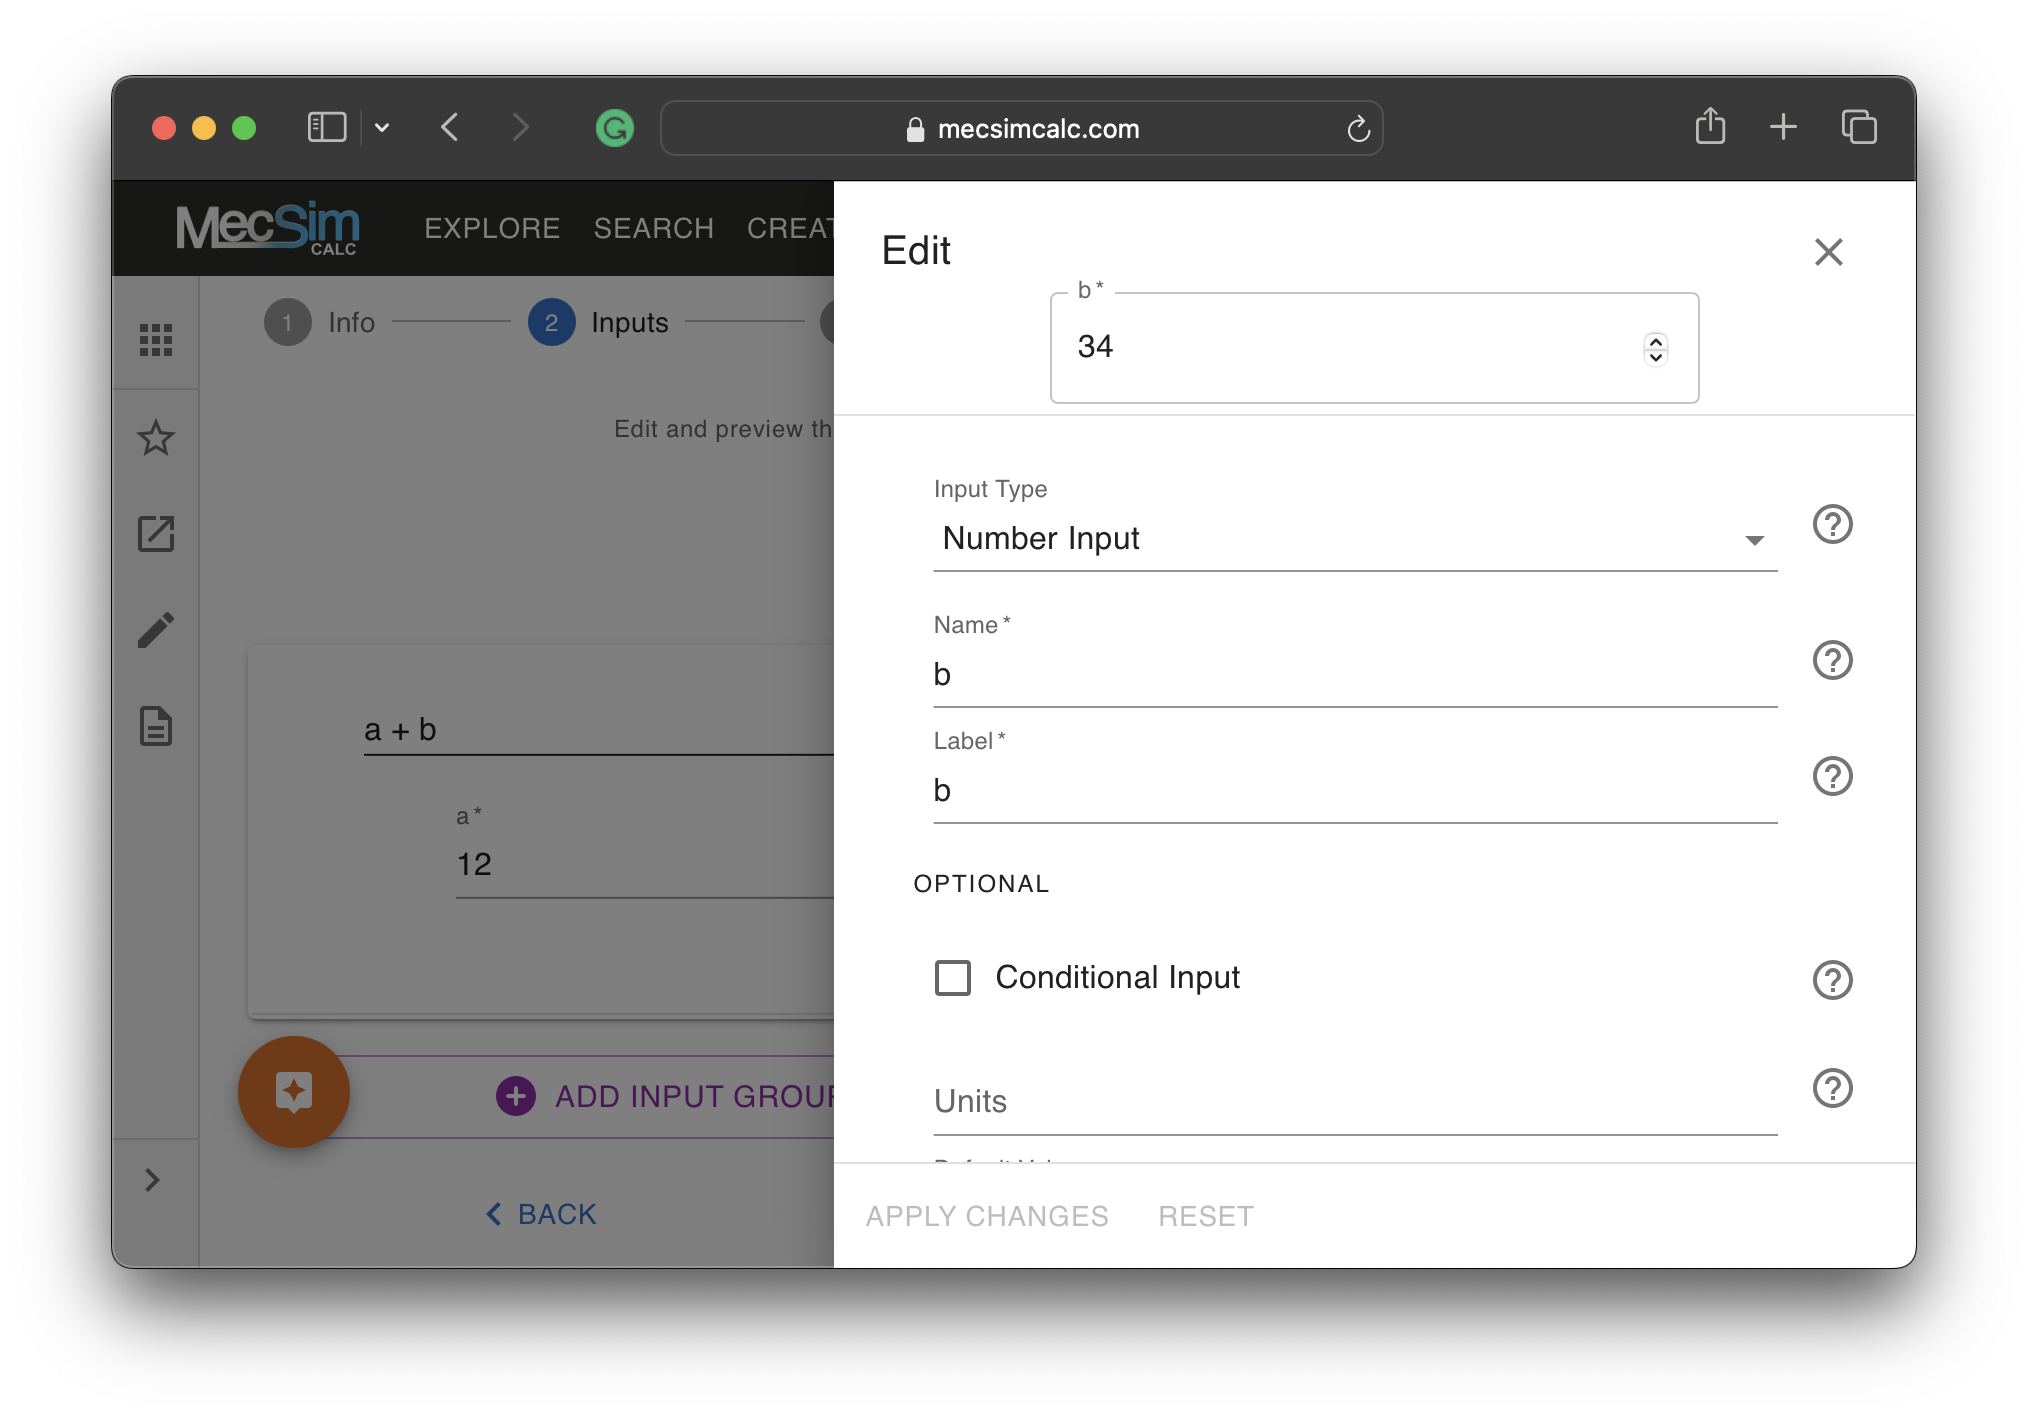 mecsimcalc.com
MecSim
CALC
EXPLORE SEARCH CREAT
1 Info
2 Inputs
Edit and preview th
a + b
a *
12
ADD INPUT GROUP
BACK
Edit
b *
34
Input Type
Number Input
Name *
b
Label *
b
OPTIONAL
Conditional Input
Units
APPLY CHANGES RESET